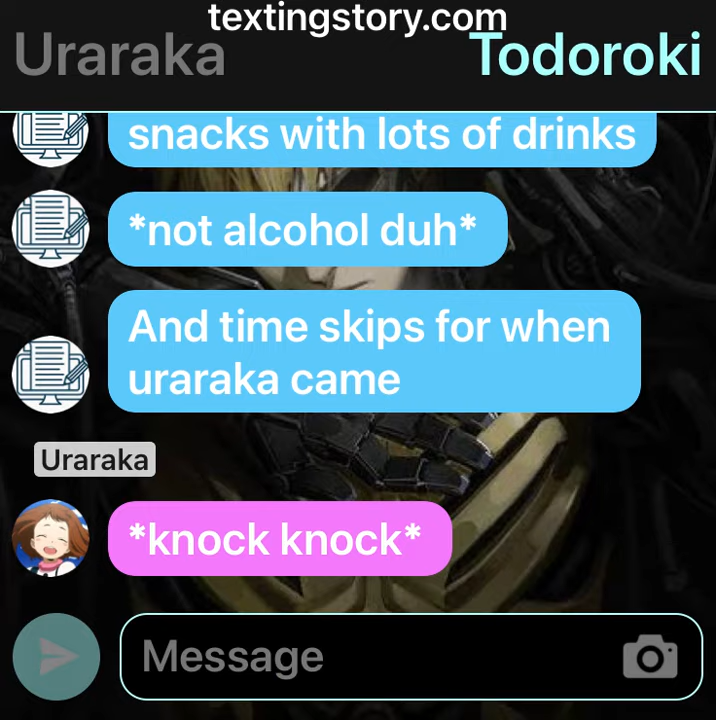 textingstory.com
Uraraka Todoroki
snacks with lots of drinks
*not alcohol duh*
And time skips for when
uraraka came
Uraraka
*knock knock*
Message